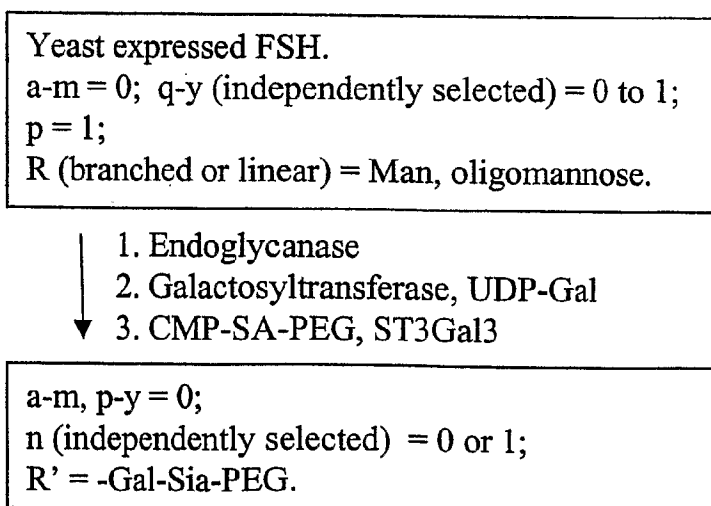 Yeast expressed FSH.
a-m = 0; q-y (independently selected) = 0 to 1;
p = 1;
R (branched or linear) = Man, oligomannose.
1. Endoglycanase
2. Galactosyltransferase, UDP-Gal
3. CMP-SA-PEG, ST3Gal3
a-m, p-y = 0;
n (independently selected) = 0 or 1;
R' = -Gal-Sia-PEG.